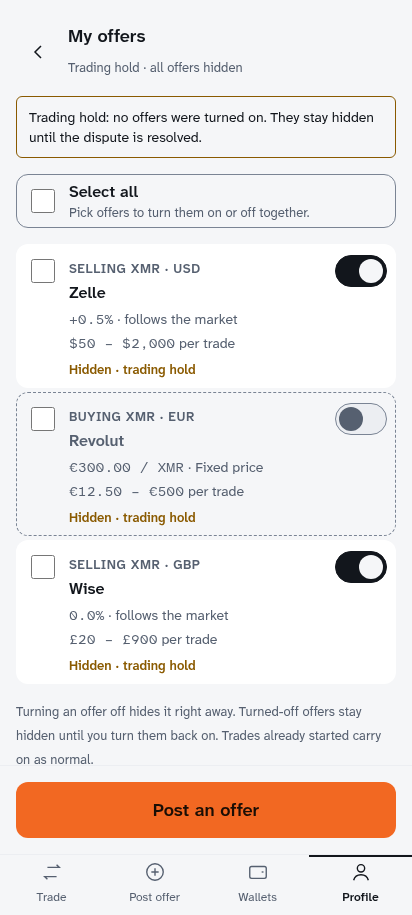 My offers
Trading hold · all offers hidden
Trading hold: no offers were turned on. They stay hidden
until the dispute is resolved.
Select all
Pick offers to turn them on or off together.
SELLING XMR · USD
Zelle
+0.5% · follows the market
$50 – $2,000 per trade
Hidden · trading hold
BUYING XMR · EUR
Revolut
€300.00 / XMR · Fixed price
€12.50 – €500 per trade
Hidden · trading hold
SELLING XMR · GBP
Wise
0.0% · follows the market
£20 – £900 per trade
Hidden · trading hold
Turning an offer off hides it right away. Turned-off offers stay
hidden until you turn them back on. Trades already started carry
on as normal.
Post an offer
Trade
Post offer
Wallets
Profile